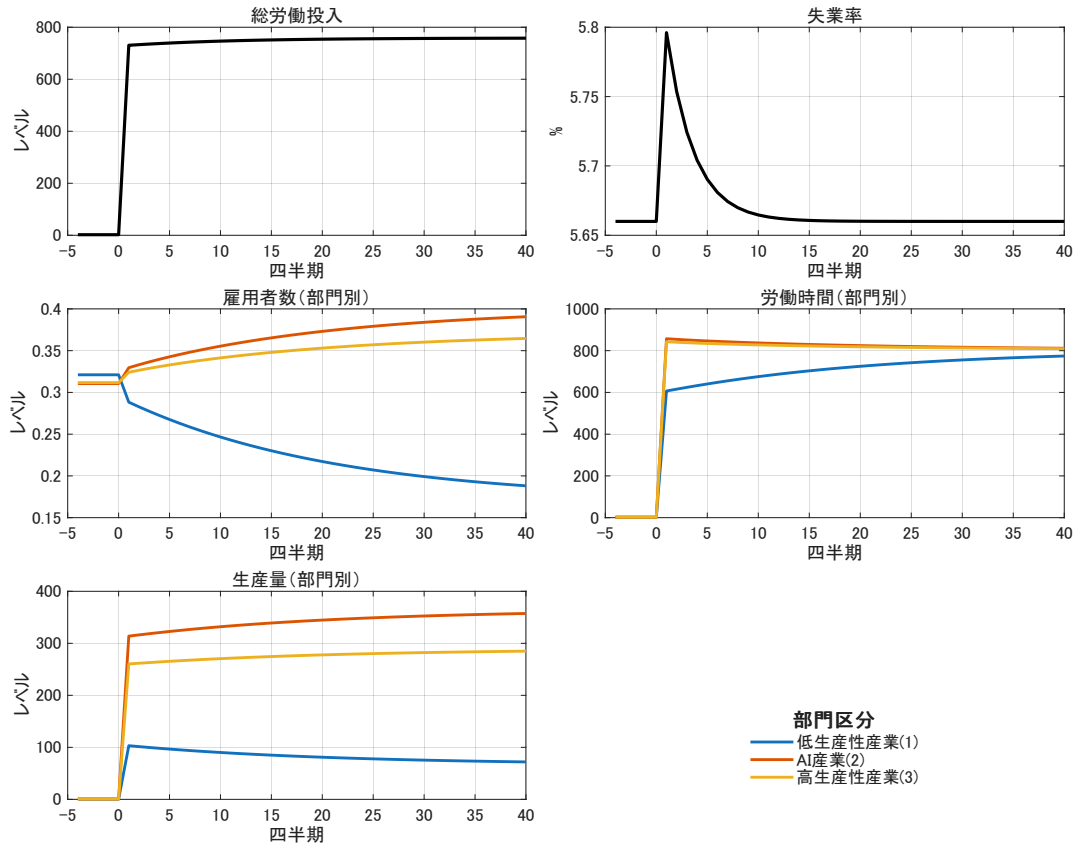 総労働投入
レベル
800
600
400
200
0
-5 0 5 10 15 20 25 30 35 40
四半期
失業率
%
5.8
5.75
5.7
5.65
-5 0 5 10 15 20 25 30 35 40
四半期
雇用者数(部門別)
レベル
0.4
0.35
0.3
0.25
0.2
0.15
-5 0 5 10 15 20 25 30 35 40
四半期
労働時間(部門別)
レベル
1000
800
600
400
200
0
-5 0 5 10 15 20 25 30 35 40
四半期
生産量(部門別)
レベル
400
300
200
100
0
-5 0 5 10 15 20 25 30 35 40
四半期
部門区分
低生産性産業(1)
AI産業(2)
高生産性産業(3)